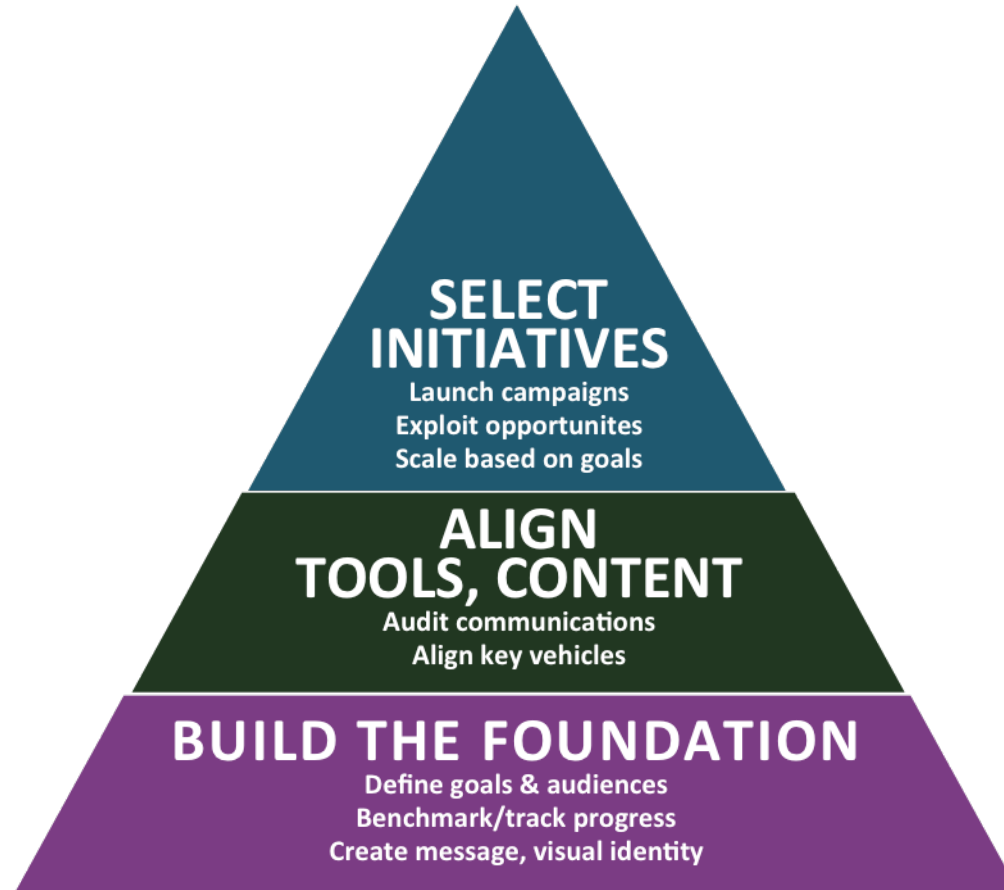 SELECT
INITIATIVES
Launch campaigns
Exploit opportunites
Scale based on goals
ALIGN
TOOLS, CONTENT
Audit communications
Align key vehicles
BUILD THE FOUNDATION
Define goals & audiences
Benchmark/track progress
Create message, visual identity